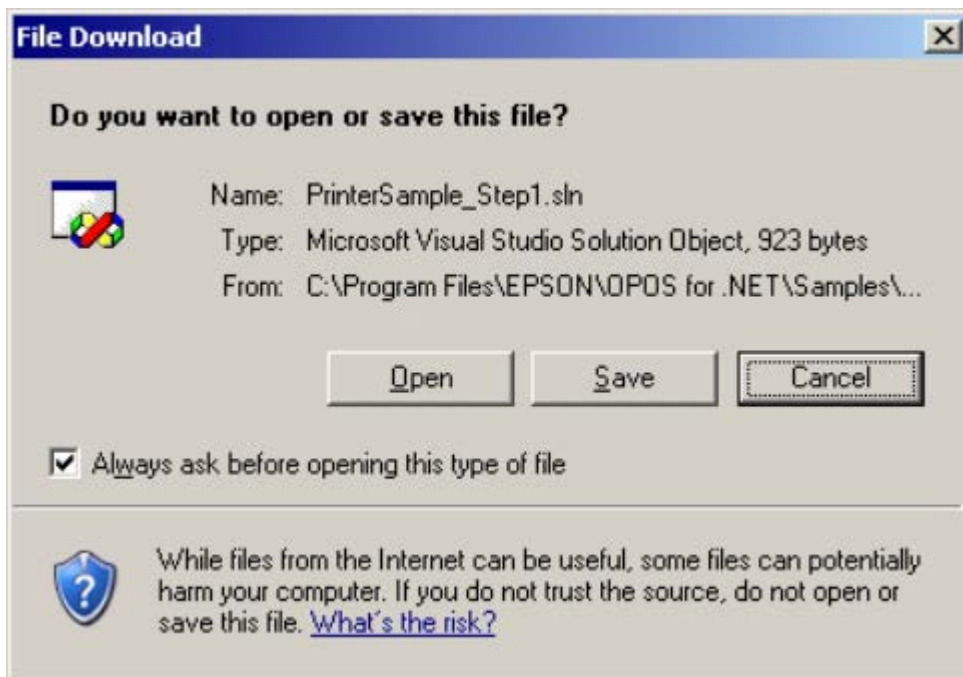 File Download
Do you want to open or save this file?
Name: PrinterSample_Step1.sln
Type: Microsoft Visual Studio Solution Object, 923 bytes
From: C:\Program Files\EPSON\OPOS for .NET\Samples\...
Open Save Cancel
Always ask before opening this type of file
While files from the Internet can be useful, some files can potentially
harm your computer. If you do not trust the source, do not open or
save this file. What's the risk?